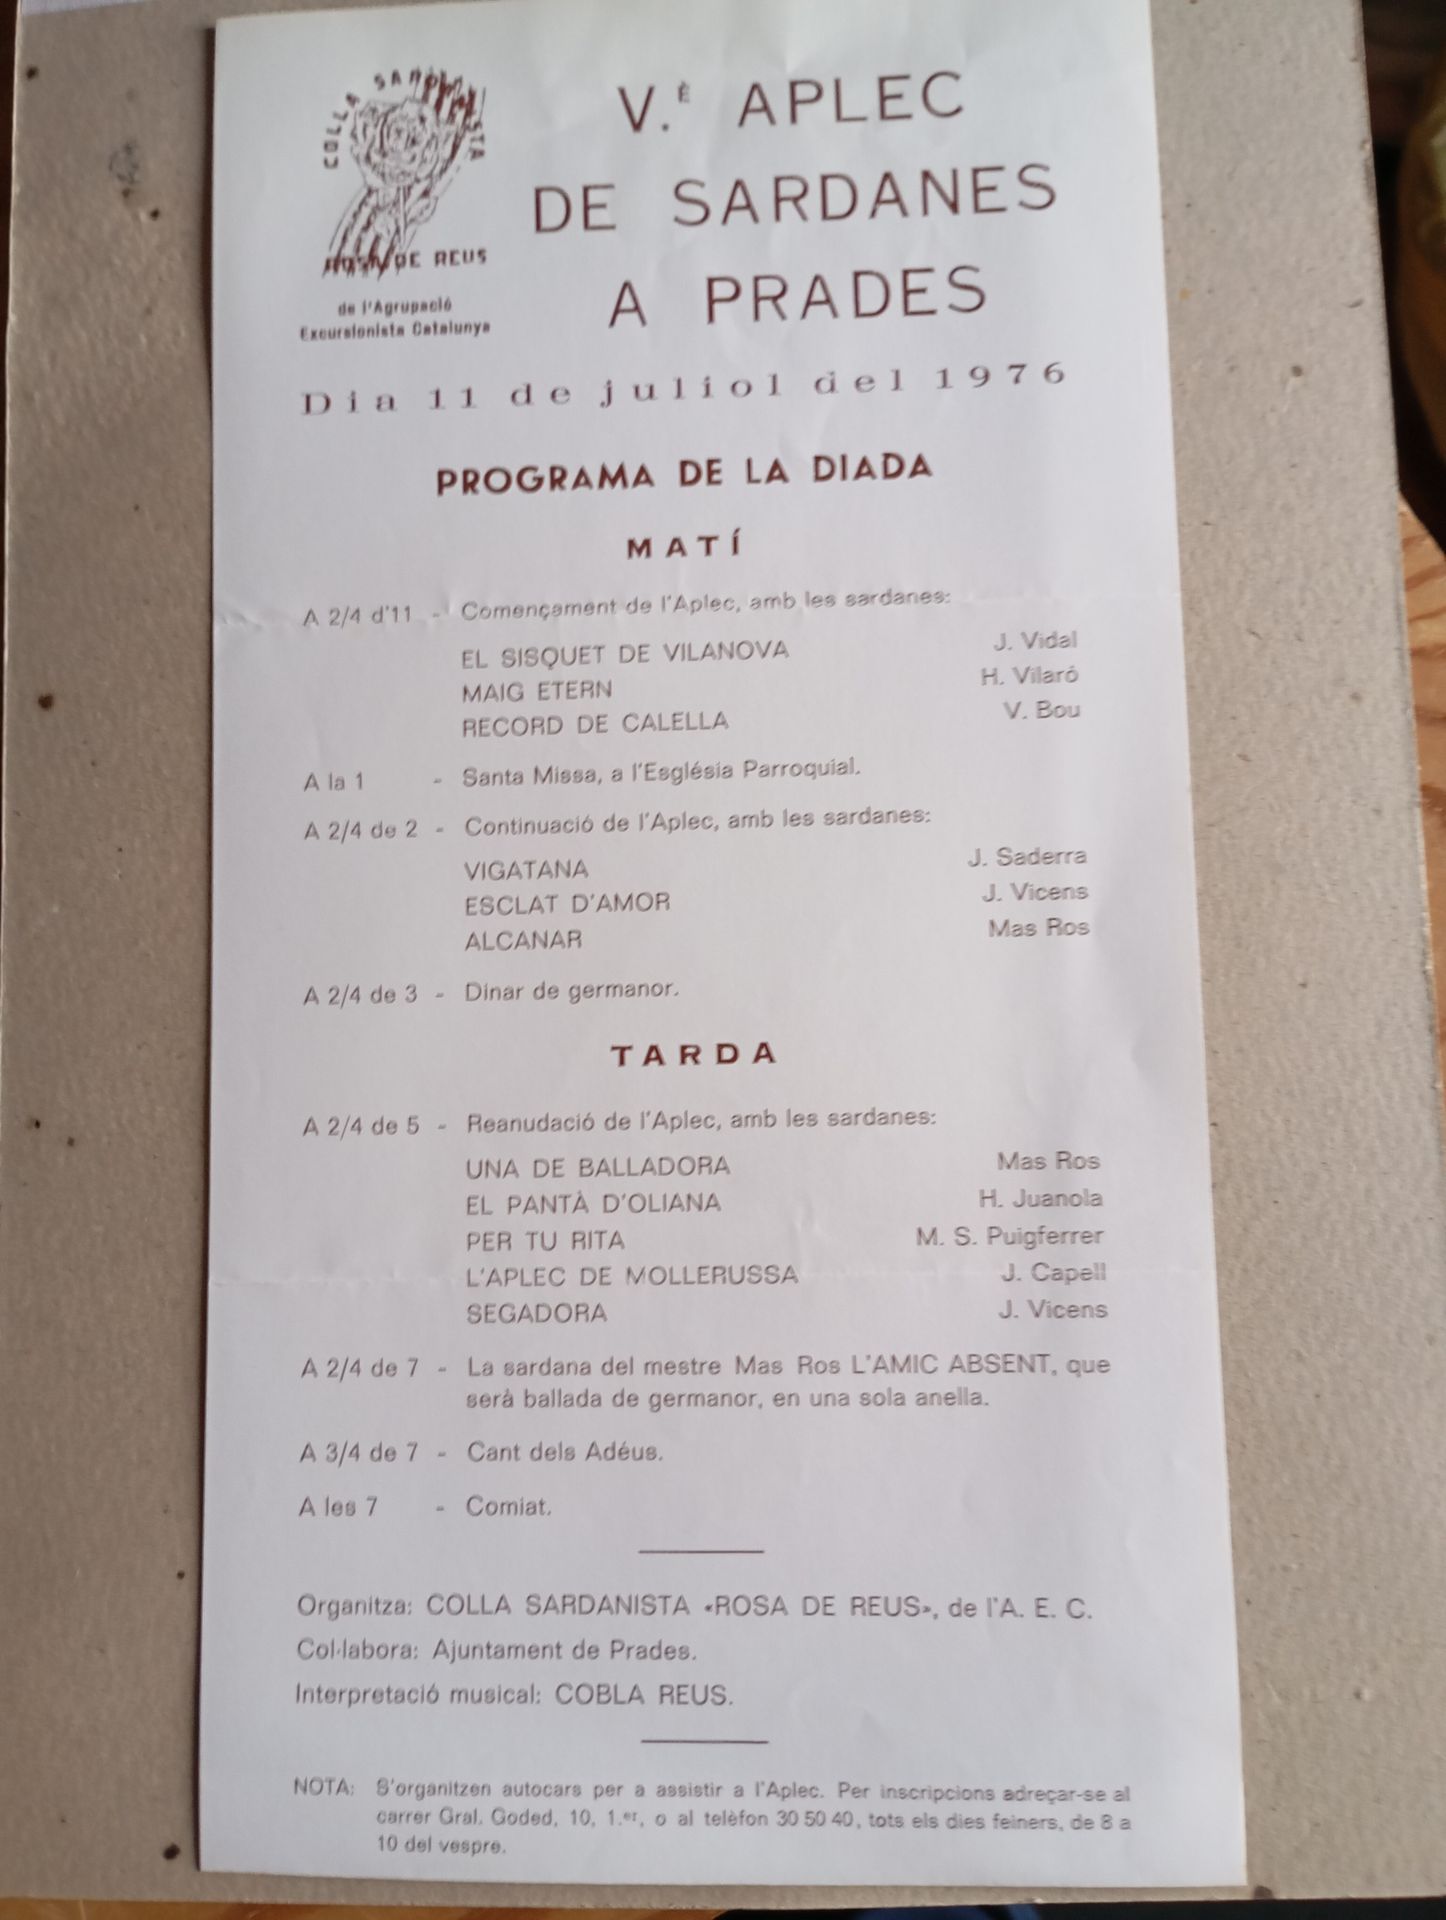 COLLA SARDANISTA
ROSA DE REUS
de l'Agrupació
Excursionista Catalunya
V.È APLEC
DE SARDANES
A PRADES
Dia 11 de juliol del 1976
PROGRAMA DE LA DIADA
MATÍ
A 2/4 d'11 - Començament de l'Aplec, amb les sardanes:
EL SISQUET DE VILANOVA J. Vidal
MAIG ETERN H. Vilaró
RECORD DE CALELLA V. Bou
A la 1 - Santa Missa, a l'Església Parroquial.
A 2/4 de 2 - Continuació de l'Aplec, amb les sardanes:
VIGATANA J. Saderra
ESCLAT D'AMOR J. Vicens
ALCANAR Mas Ros
A 2/4 de 3 - Dinar de germanor.
TARDA
A 2/4 de 5 - Reanudació de l'Aplec, amb les sardanes:
UNA DE BALLADORA Mas Ros
EL PANTÀ D'OLIANA H. Juanola
PER TU RITA M. S. Puigferrer
L'APLEC DE MOLLERUSSA J. Capell
SEGADORA J. Vicens
A 2/4 de 7 - La sardana del mestre Mas Ros L'AMIC ABSENT, que
serà ballada de germanor, en una sola anella.
A 3/4 de 7 - Cant dels Adéus.
A les 7 - Comiat.
Organitza: COLLA SARDANISTA «ROSA DE REUS», de l'A. E. C.
Col·labora: Ajuntament de Prades.
Interpretació musical: COBLA REUS.
NOTA: S'organitzen autocars per a assistir a l'Aplec. Per inscripcions adreçar-se al
carrer Gral. Goded, 10, 1.er, o al telèfon 30 50 40, tots els dies feiners, de 8 a
10 del vespre.